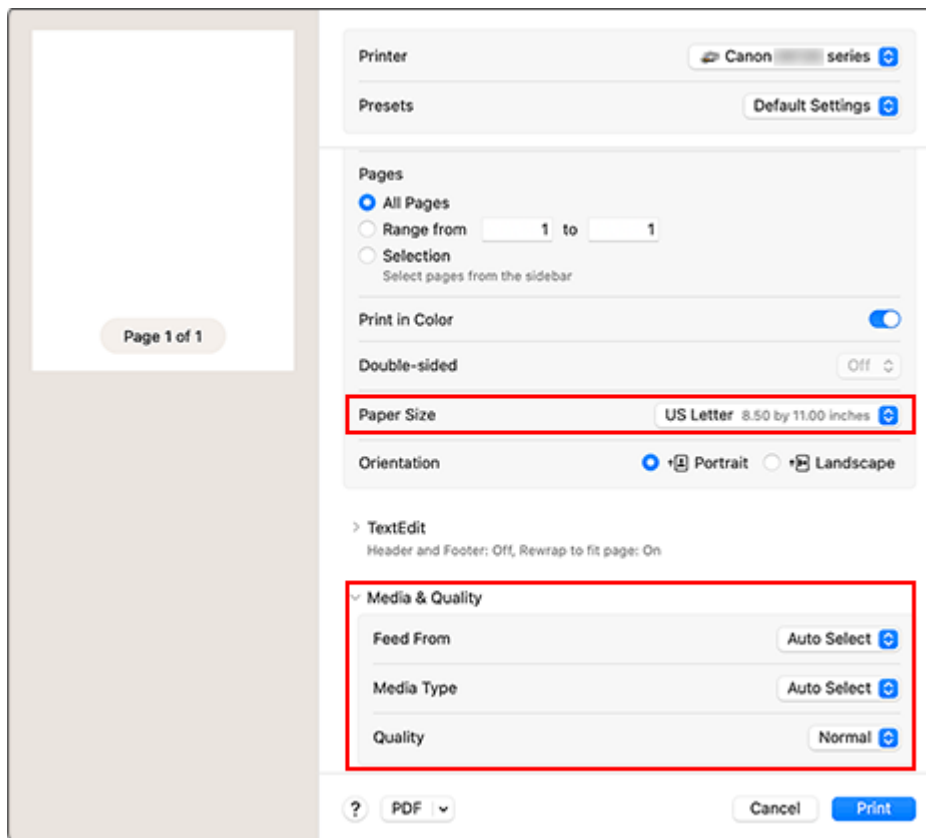 Printer Canon series
Presets Default Settings
Pages
All Pages
Range from 1 to 1
Selection
Select pages from the sidebar
Print in Color
Double-sided Off
Paper Size US Letter 8.50 by 11.00 inches
Orientation Portrait Landscape
TextEdit
Header and Footer: Off, Rewrap to fit page: On
Media & Quality
Feed From Auto Select
Media Type Auto Select
Quality Normal
? PDF Cancel Print
Page 1 of 1